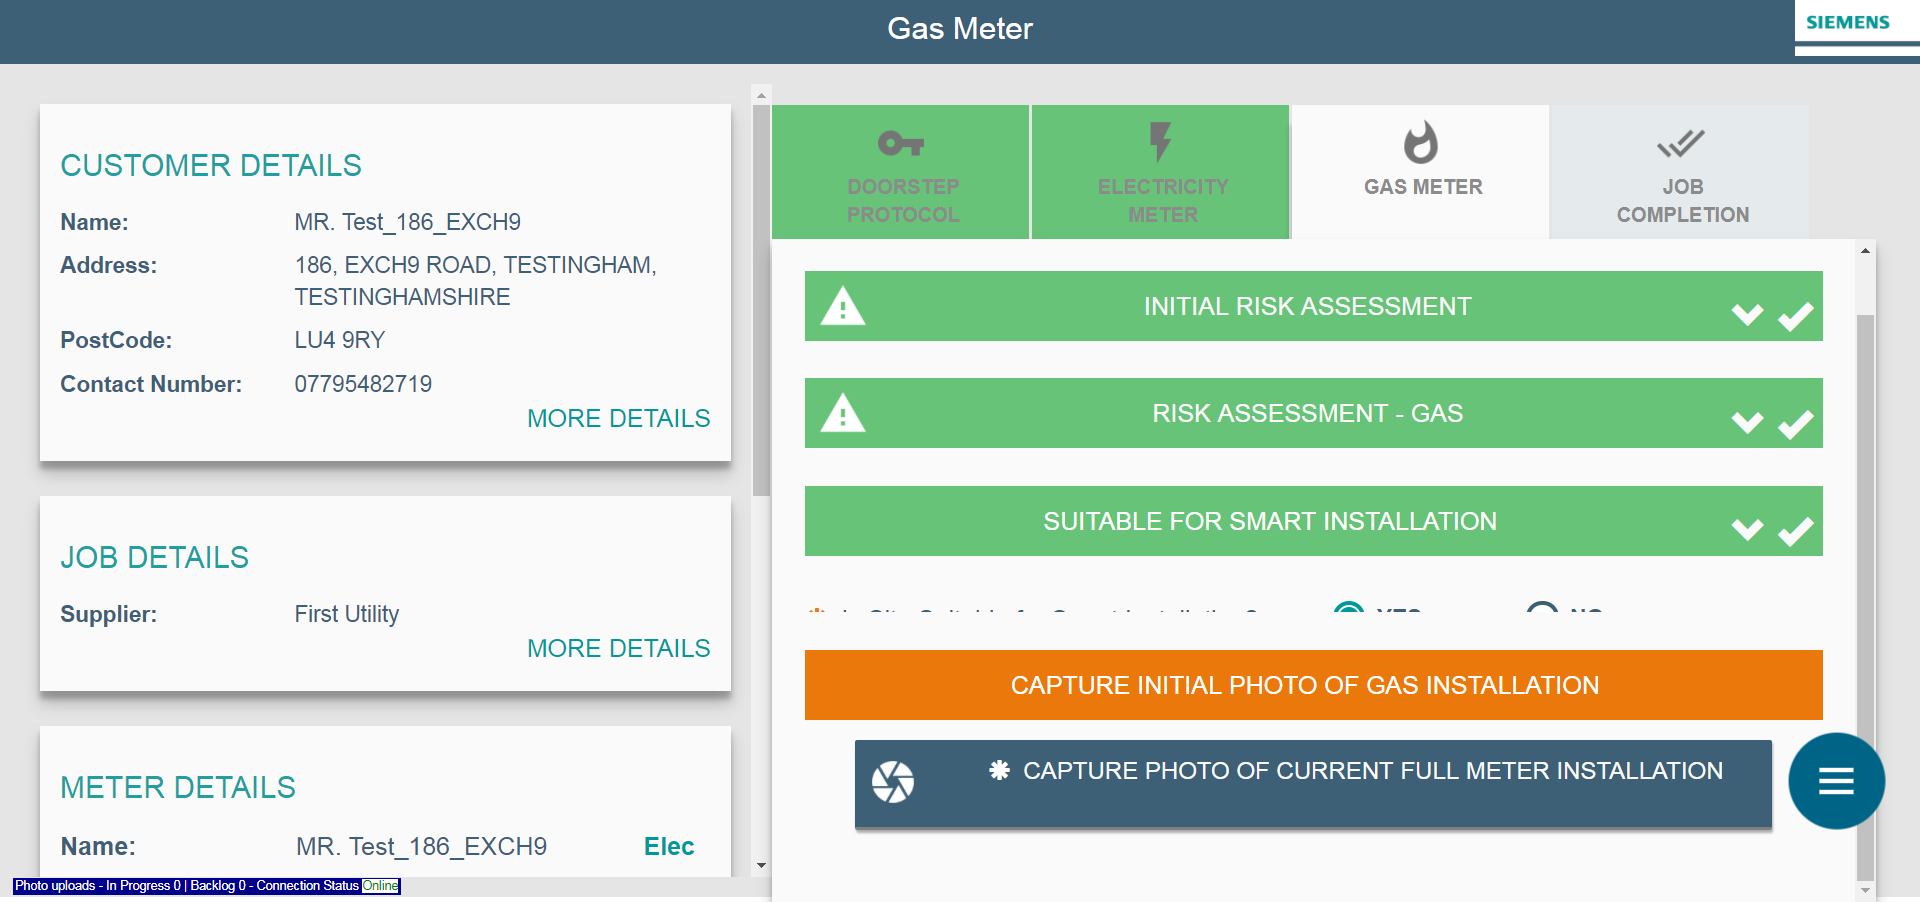 Gas Meter
SIEMENS
CUSTOMER DETAILS
Name: MR. Test_186_EXCH9
Address: 186, EXCH9 ROAD, TESTINGHAM,
TESTINGHAMSHIRE
PostCode: LU4 9RY
Contact Number: 07795482719
MORE DETAILS
JOB DETAILS
Supplier: First Utility
MORE DETAILS
METER DETAILS
Name: MR. Test_186_EXCH9 Elec
Photo uploads - In Progress 0 | Backlog 0 - Connection Status Online
DOORSTEP
PROTOCOL
ELECTRICITY
METER
GAS METER
JOB
COMPLETION
INITIAL RISK ASSESSMENT
RISK ASSESSMENT - GAS
SUITABLE FOR SMART INSTALLATION
CAPTURE INITIAL PHOTO OF GAS INSTALLATION
✱ CAPTURE PHOTO OF CURRENT FULL METER INSTALLATION